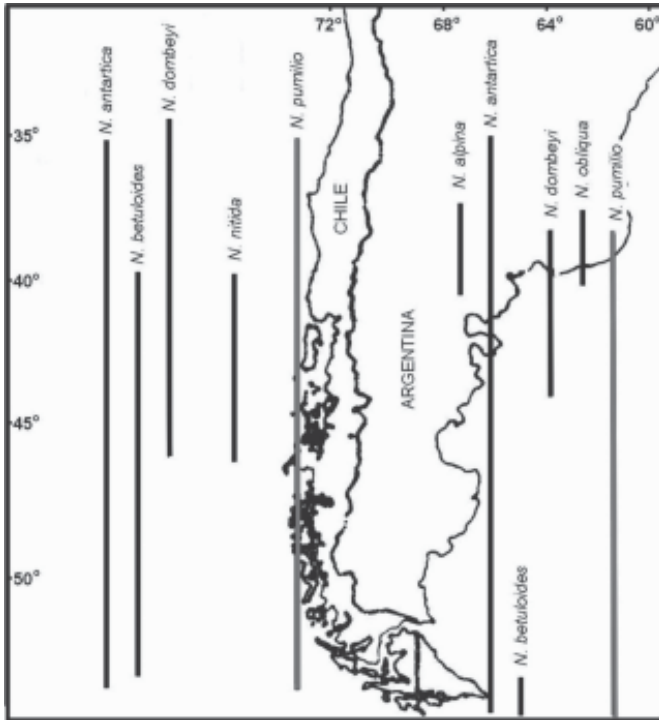 72°
68°
64°
60°
35°
40°
45°
50°
N. antartica
N. betuloides
N. dombeyi
N. nitida
N. pumilio
CHILE
ARGENTINA
N. alpina
N. antartica
N. dombeyi
N. obliqua
N. pumilio
N. betuloides